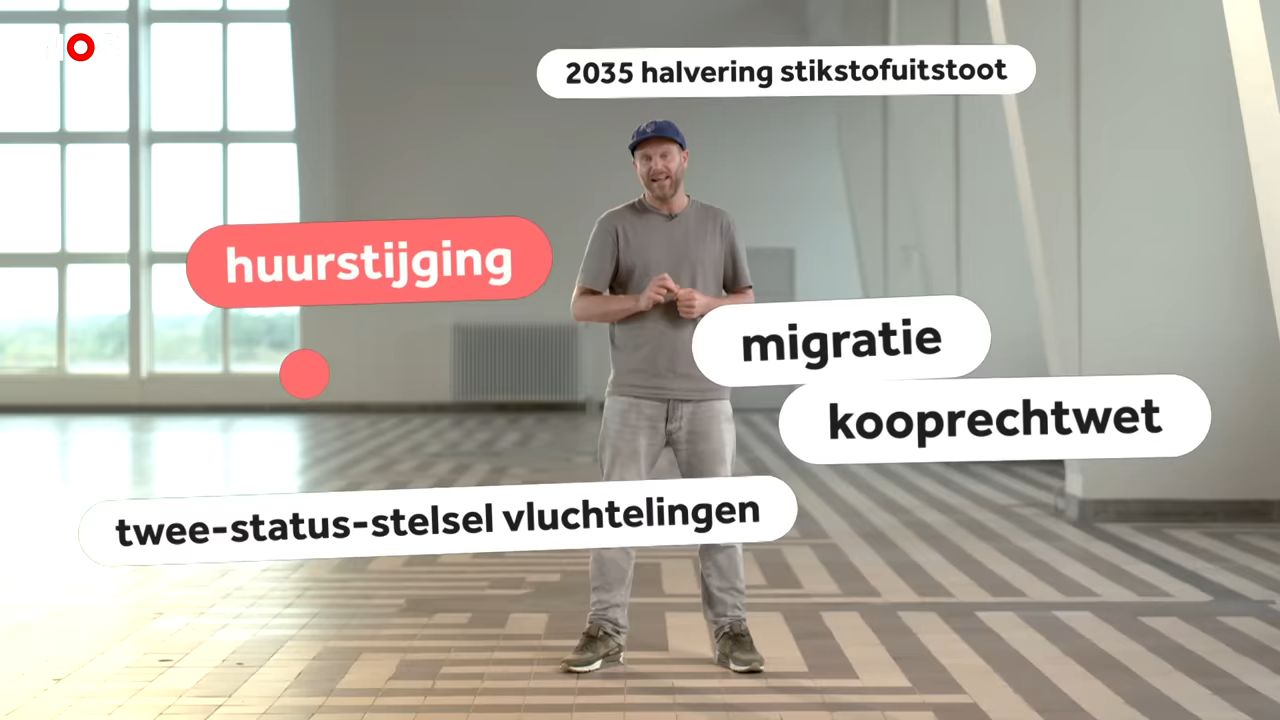 2035 halvering stikstofuitstoot
huurstijging
migratie
kooprechtwet
twee-status-stelsel vluchtelingen